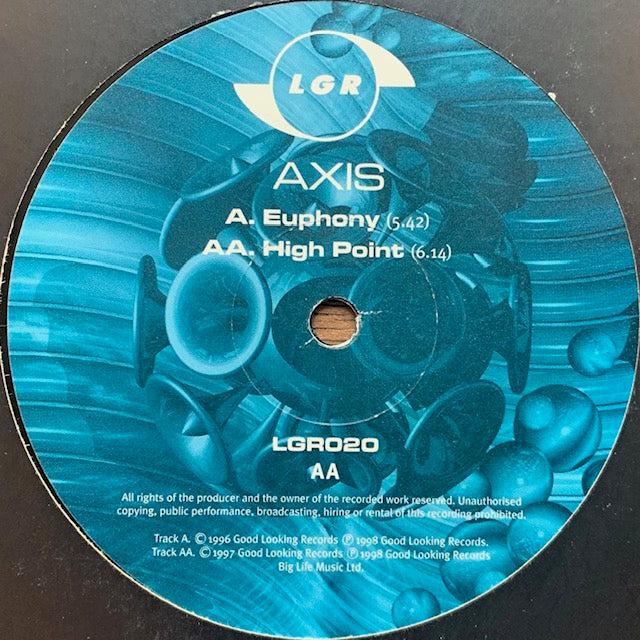 LGR
AXIS
A. Euphony (5.42)
AA. High Point (6.14)
LGR020
AA
All rights of the producer and the owner of the recorded work reserved. Unauthorised
copying, public performance, broadcasting, hiring or rental of this recording prohibited.
Track A. Ⓒ 1996 Good Looking Records Ⓟ 1998 Good Looking Records.
Track AA. Ⓒ 1997 Good Looking Records Ⓟ 1998 Good Looking Records
Big Life Music Ltd.